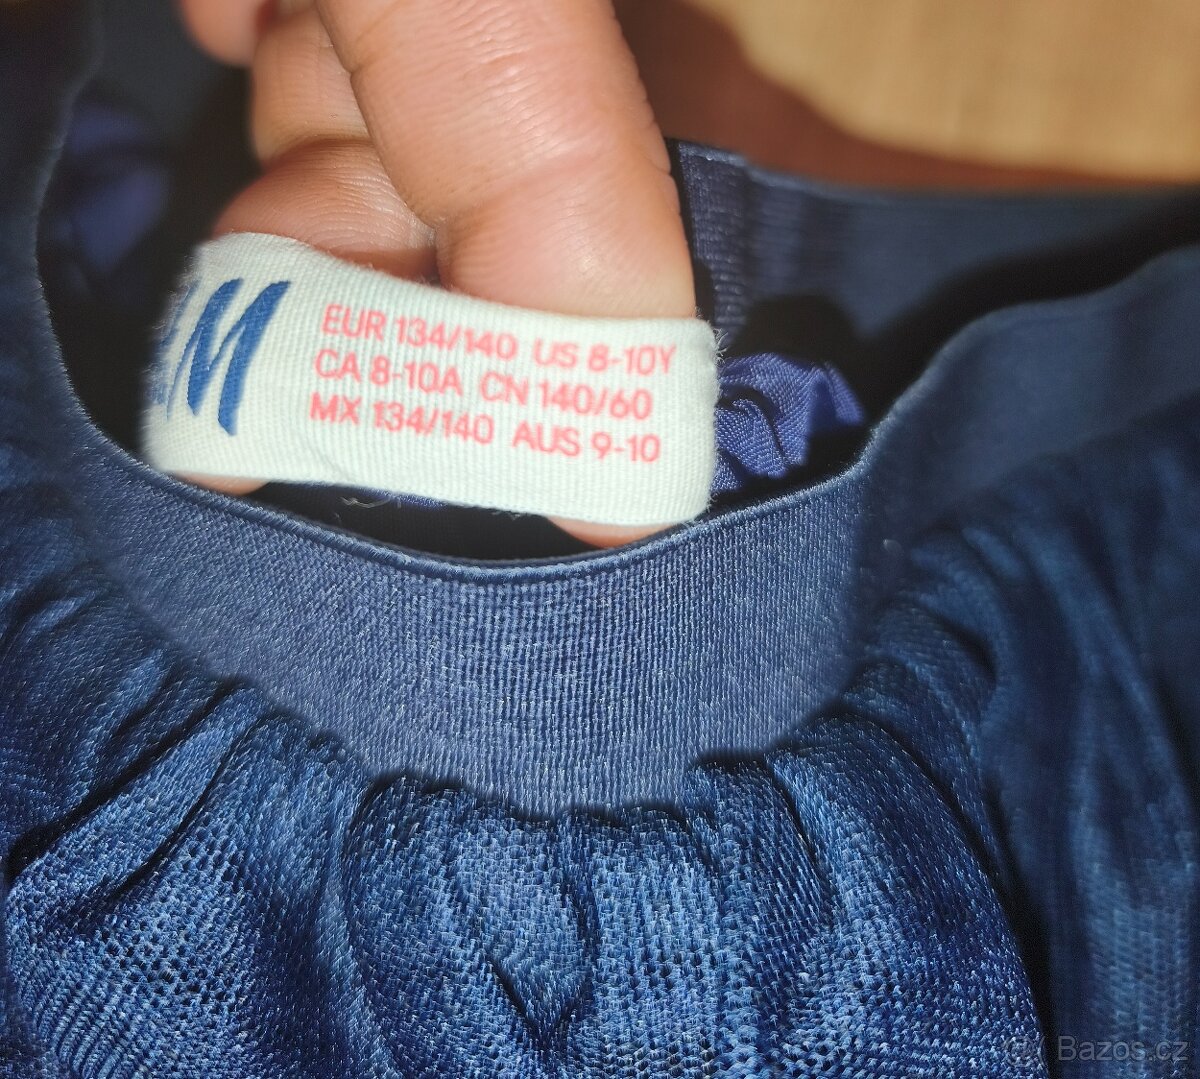 &M
EUR 134/140 US 8-10Y
CA 8-10A CN 140/60
MX 134/140 AUS 9-10
Bazos.cz